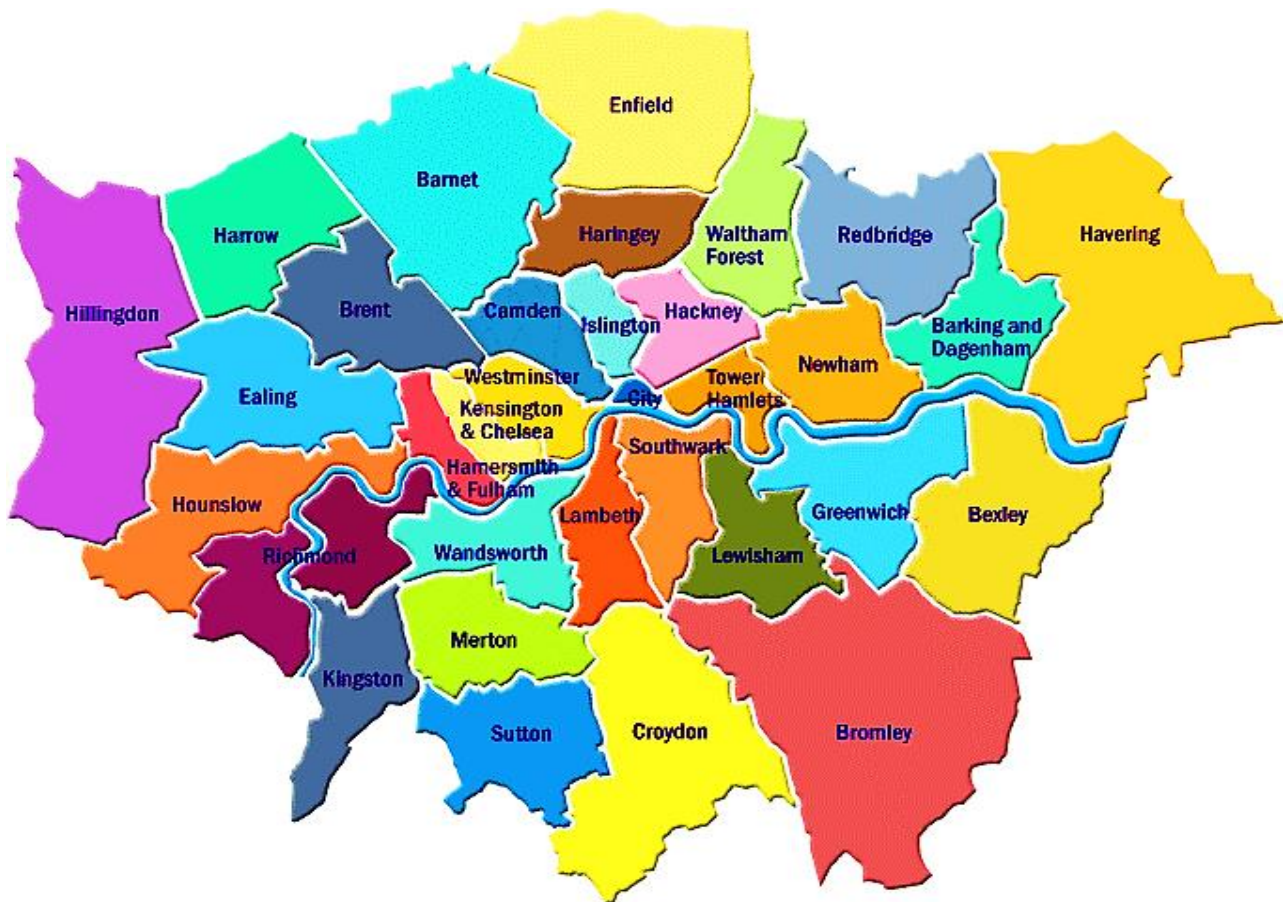 Enfield
Barnet
Harrow
Haringey
Waltham
Forest
Redbridge
Havering
Hillingdon
Brent
Camden
Islington
Hackney
Barking and
Dagenham
Ealing
Westminster
Kensington
& Chelsea
City
Tower
Hamlets
Newham
Hamersmith
& Fulham
Southwark
Hounslow
Richmond
Wandsworth
Lambeth
Lewisham
Greenwich
Bexley
Kingston
Merton
Sutton
Croydon
Bromley